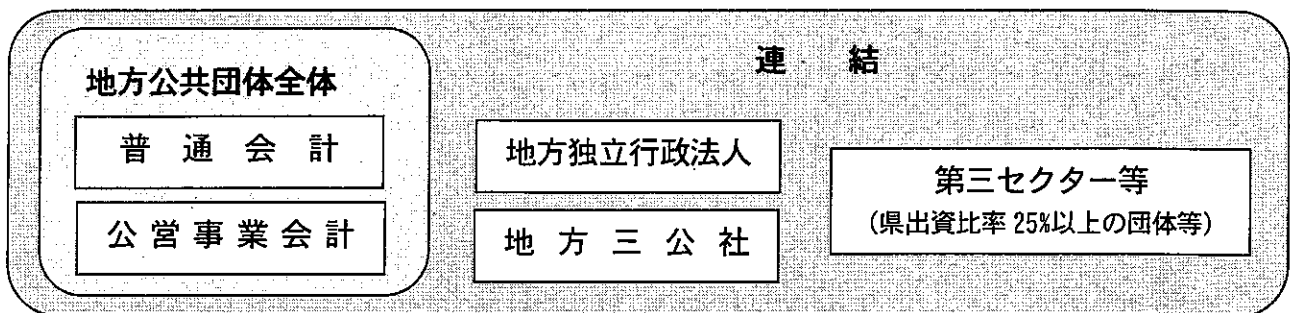 連結
地方公共団体全体
普通会計
公営事業会計
地方独立行政法人
地方三公社
第三セクター等
(県出資比率25%以上の団体等)